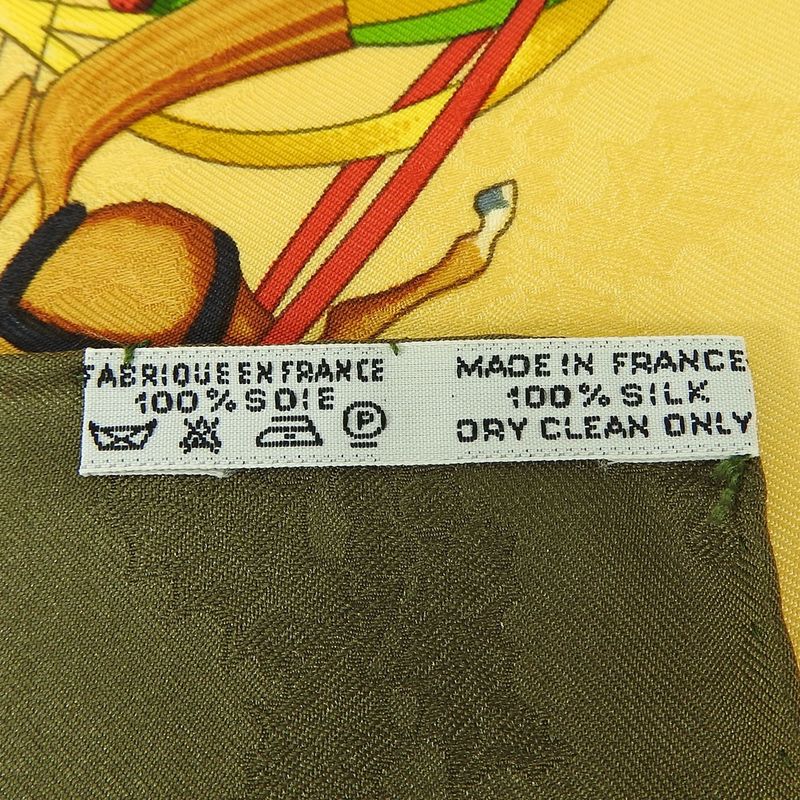 FABRIQUE EN FRANCE
100% SOIE
P
MADE IN FRANCE
100% SILK
DRY CLEAN ONLY